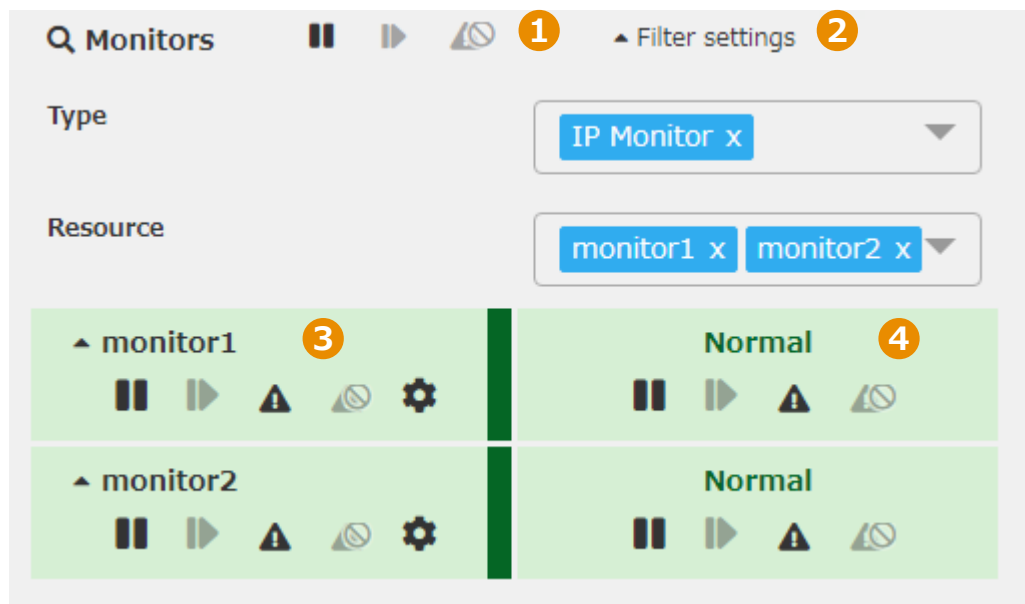 Monitors 1 Filter settings 2
Type
IP Monitor x
Resource
monitor1 x monitor2 x
monitor1 3 Normal 4
monitor2 Normal